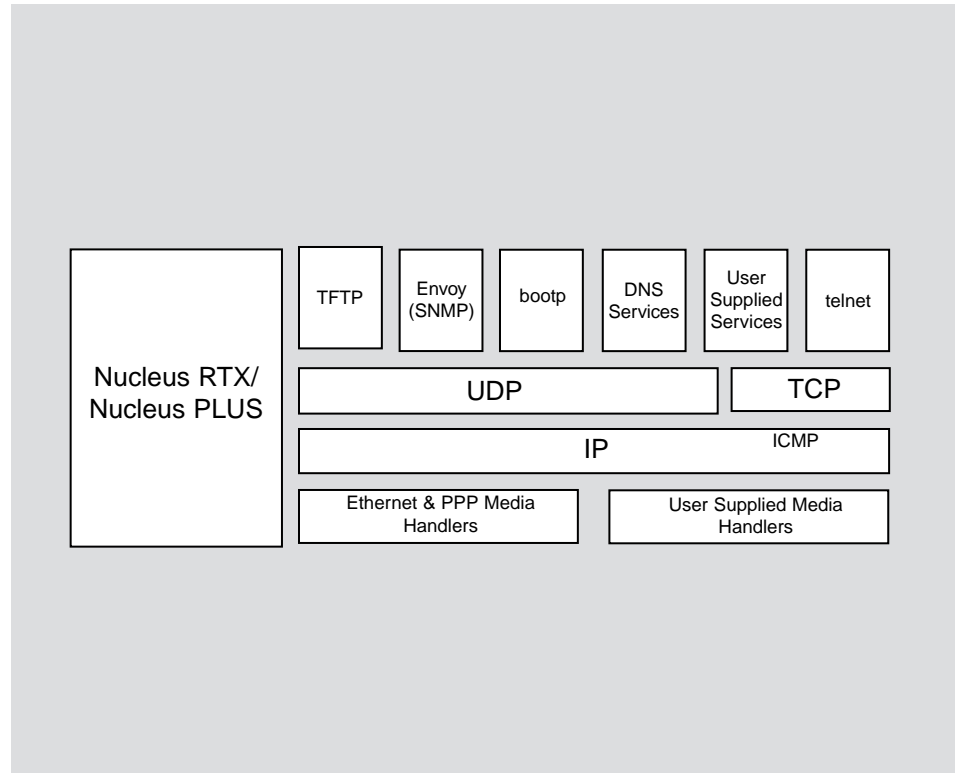 Nucleus RTX/
Nucleus PLUS
TFTP
Envoy
(SNMP)
bootp
DNS
Services
User
Supplied
Services
telnet
UDP
TCP
IP
ICMP
Ethernet & PPP Media
Handlers
User Supplied Media
Handlers